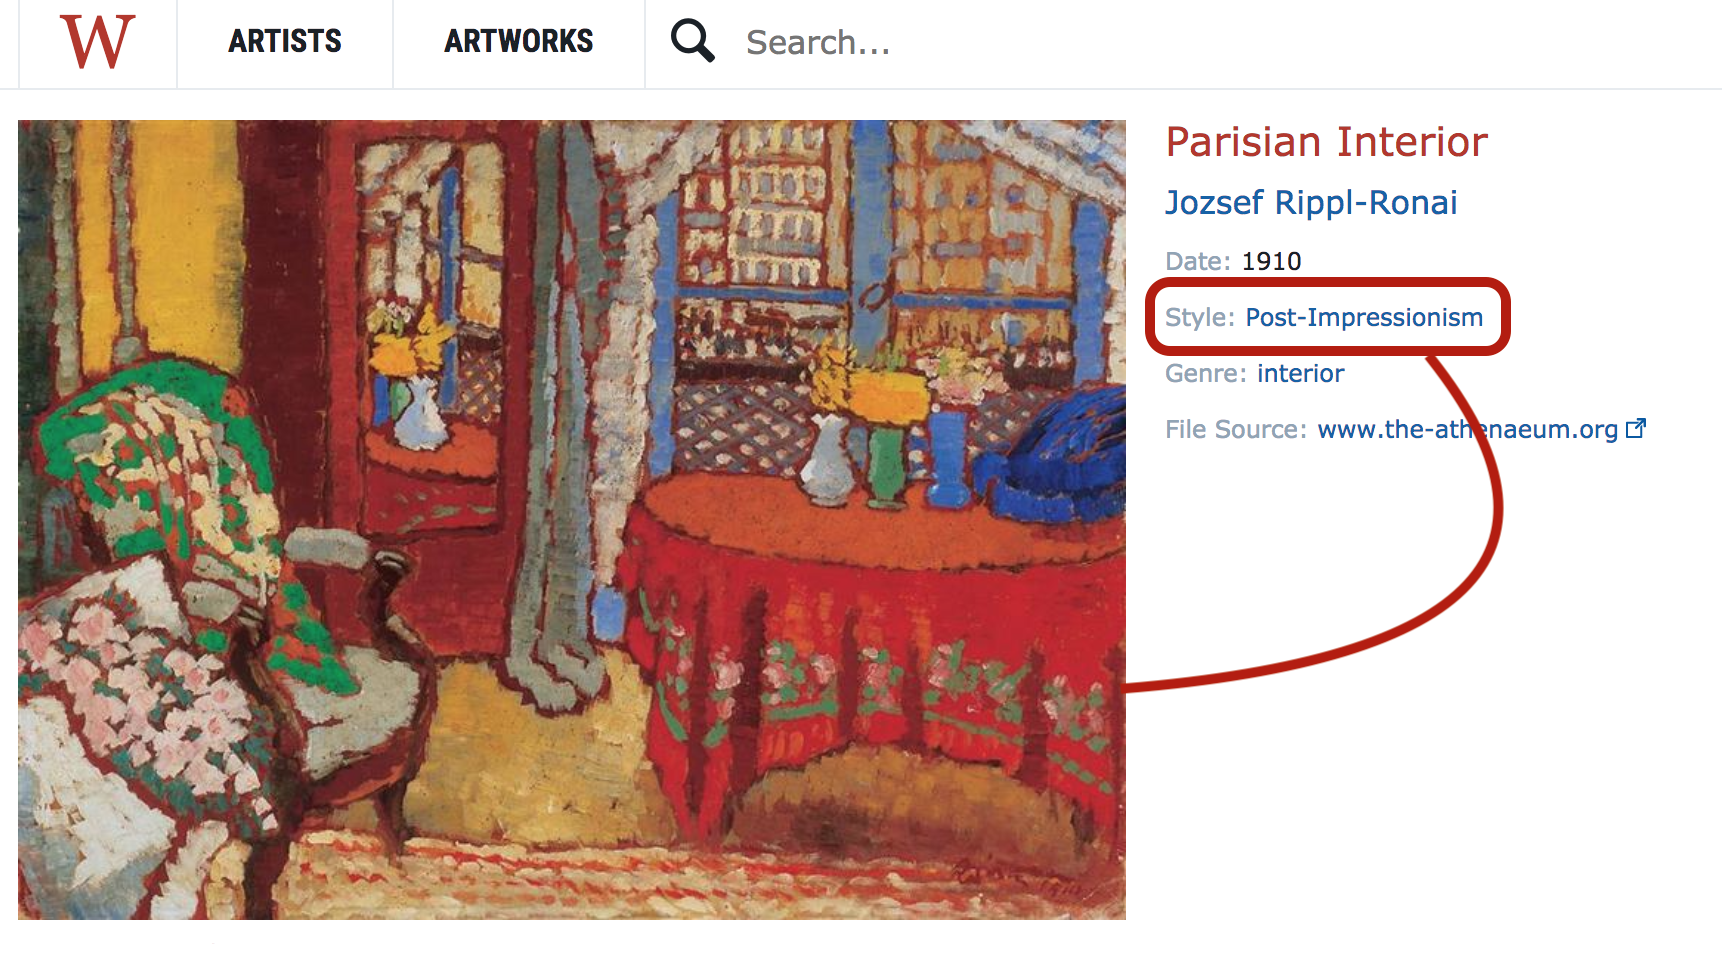 W
ARTISTS
ARTWORKS
Search...
Parisian Interior
Jozsef Rippl-Ronai
Date: 1910
Style: Post-Impressionism
Genre: interior
File Source: www.the-athenaeum.org